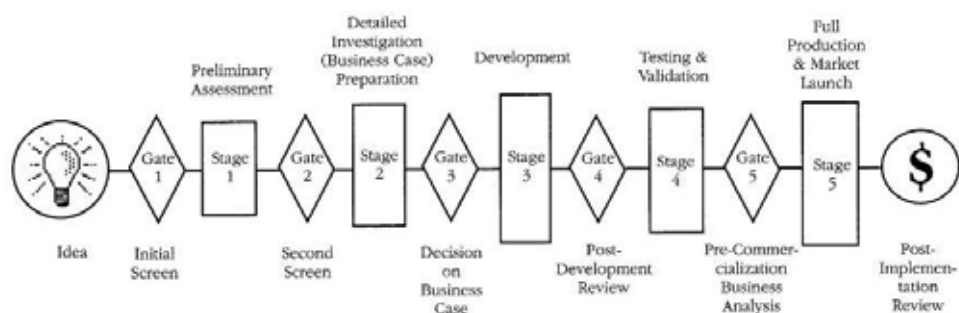 Preliminary
Assessment
Detailed
Investigation
(Business Case)
Preparation
Development
Testing &
Validation
Full
Production
& Market
Launch
Gate
1
Stage
1
Gate
2
Stage
2
Gate
3
Stage
3
Gate
4
Stage
4
Gate
5
Stage
5
$
Idea
Initial
Screen
Second
Screen
Decision
on
Business
Case
Post-
Development
Review
Pre-Commer-
cialization
Business
Analysis
Post-
Implemen-
tation
Review